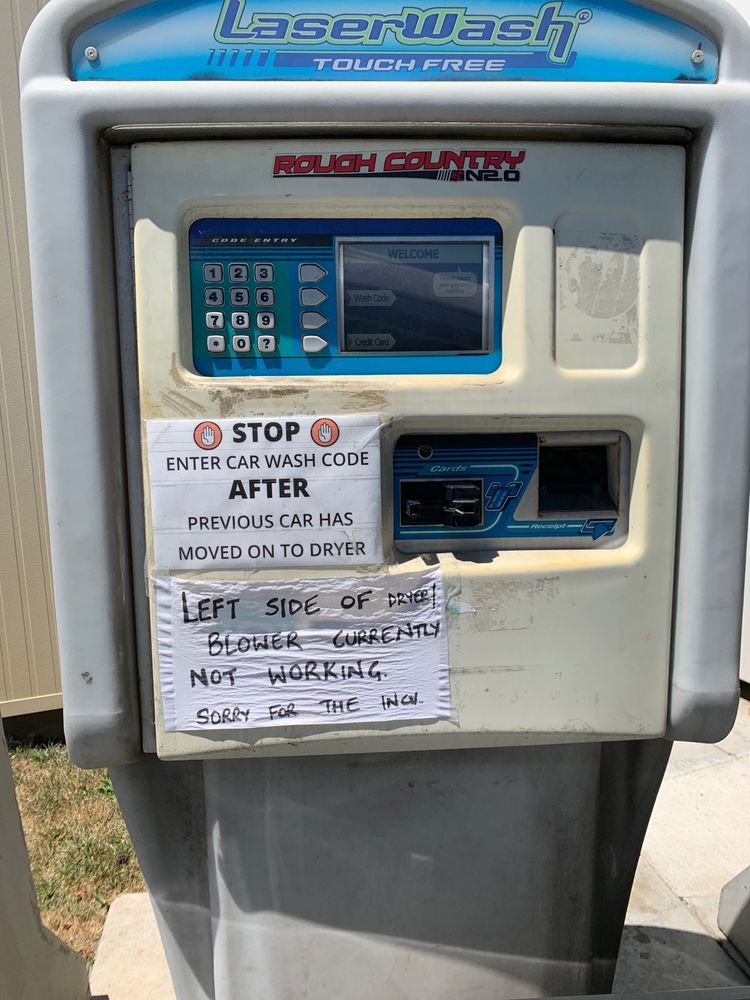 LaserWash®
TOUCH FREE
ROUGH COUNTRY
N2.0
CODE ENTRY
1 2 3
4 5 6
7 8 9
* 0 ?
WELCOME
Wash Code
Credit Card
STOP
ENTER CAR WASH CODE
AFTER
PREVIOUS CAR HAS
MOVED ON TO DRYER
Cards
Receipt
LEFT SIDE OF DRYER/
BLOWER CURRENTLY
NOT WORKING.
SORRY FOR THE INCV..